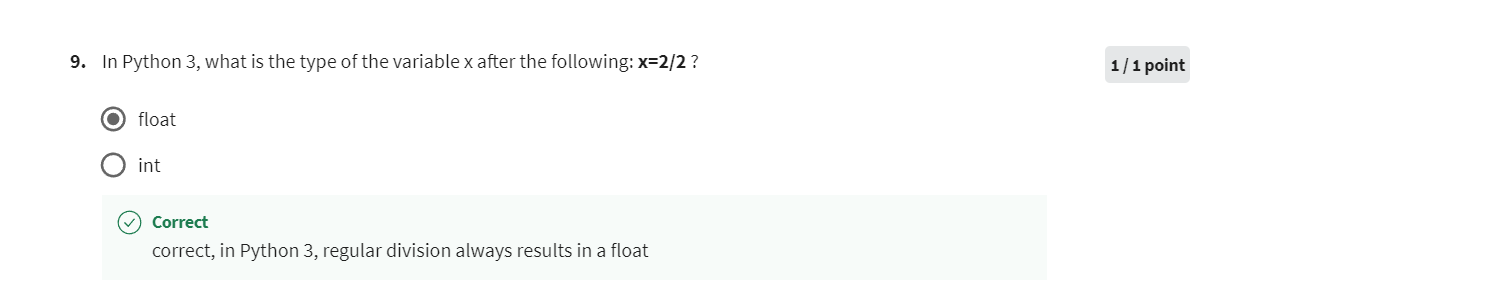 9. In Python 3, what is the type of the variable x after the following: x=2/2 ?
1 / 1 point
float
int
Correct
correct, in Python 3, regular division always results in a float